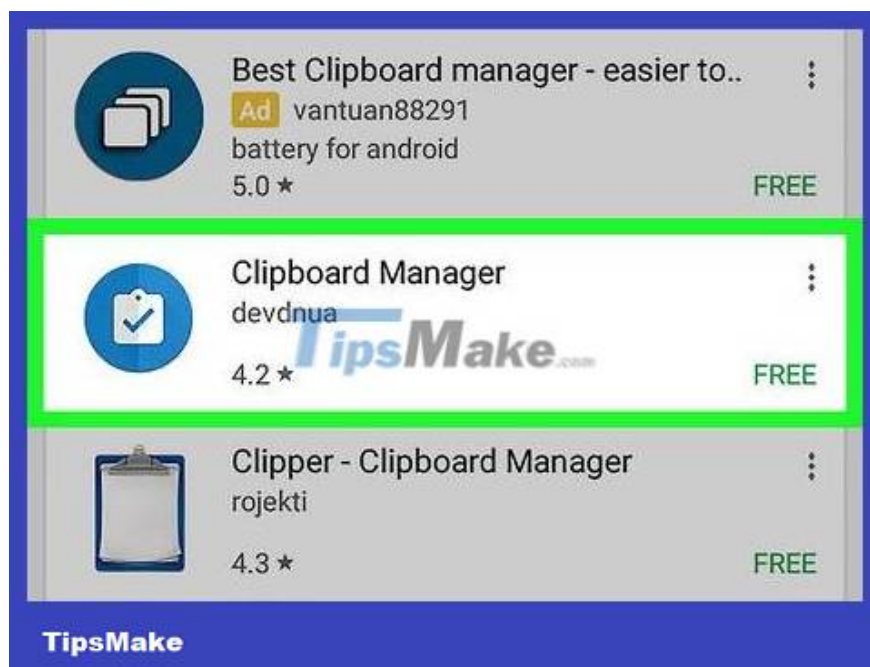 Best Clipboard manager - easier to..
Ad vantuan88291
battery for android
5.0 ★
FREE
Clipboard Manager
devdnua
TipsMake.com
4.2 ★
FREE
Clipper - Clipboard Manager
rojekti
4.3 ★
FREE
TipsMake